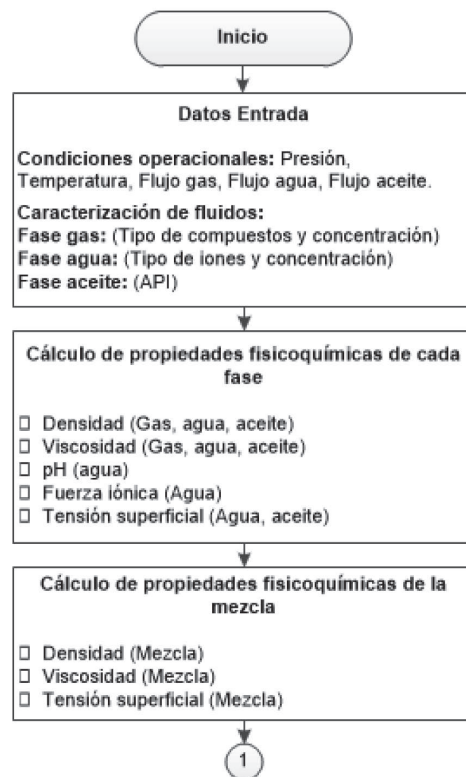 Inicio
Datos Entrada
Condiciones operacionales: Presión,
Temperatura, Flujo gas, Flujo agua, Flujo aceite.
Caracterización de fluidos:
Fase gas: (Tipo de compuestos y concentración)
Fase agua: (Tipo de iones y concentración)
Fase aceite: (API)
Cálculo de propiedades fisicoquímicas de cada
fase
Densidad (Gas, agua, aceite)
Viscosidad (Gas, agua, aceite)
pH (agua)
Fuerza iónica (Agua)
Tensión superficial (Agua, aceite)
Cálculo de propiedades fisicoquímicas de la
mezcla
Densidad (Mezcla)
Viscosidad (Mezcla)
Tensión superficial (Mezcla)
1